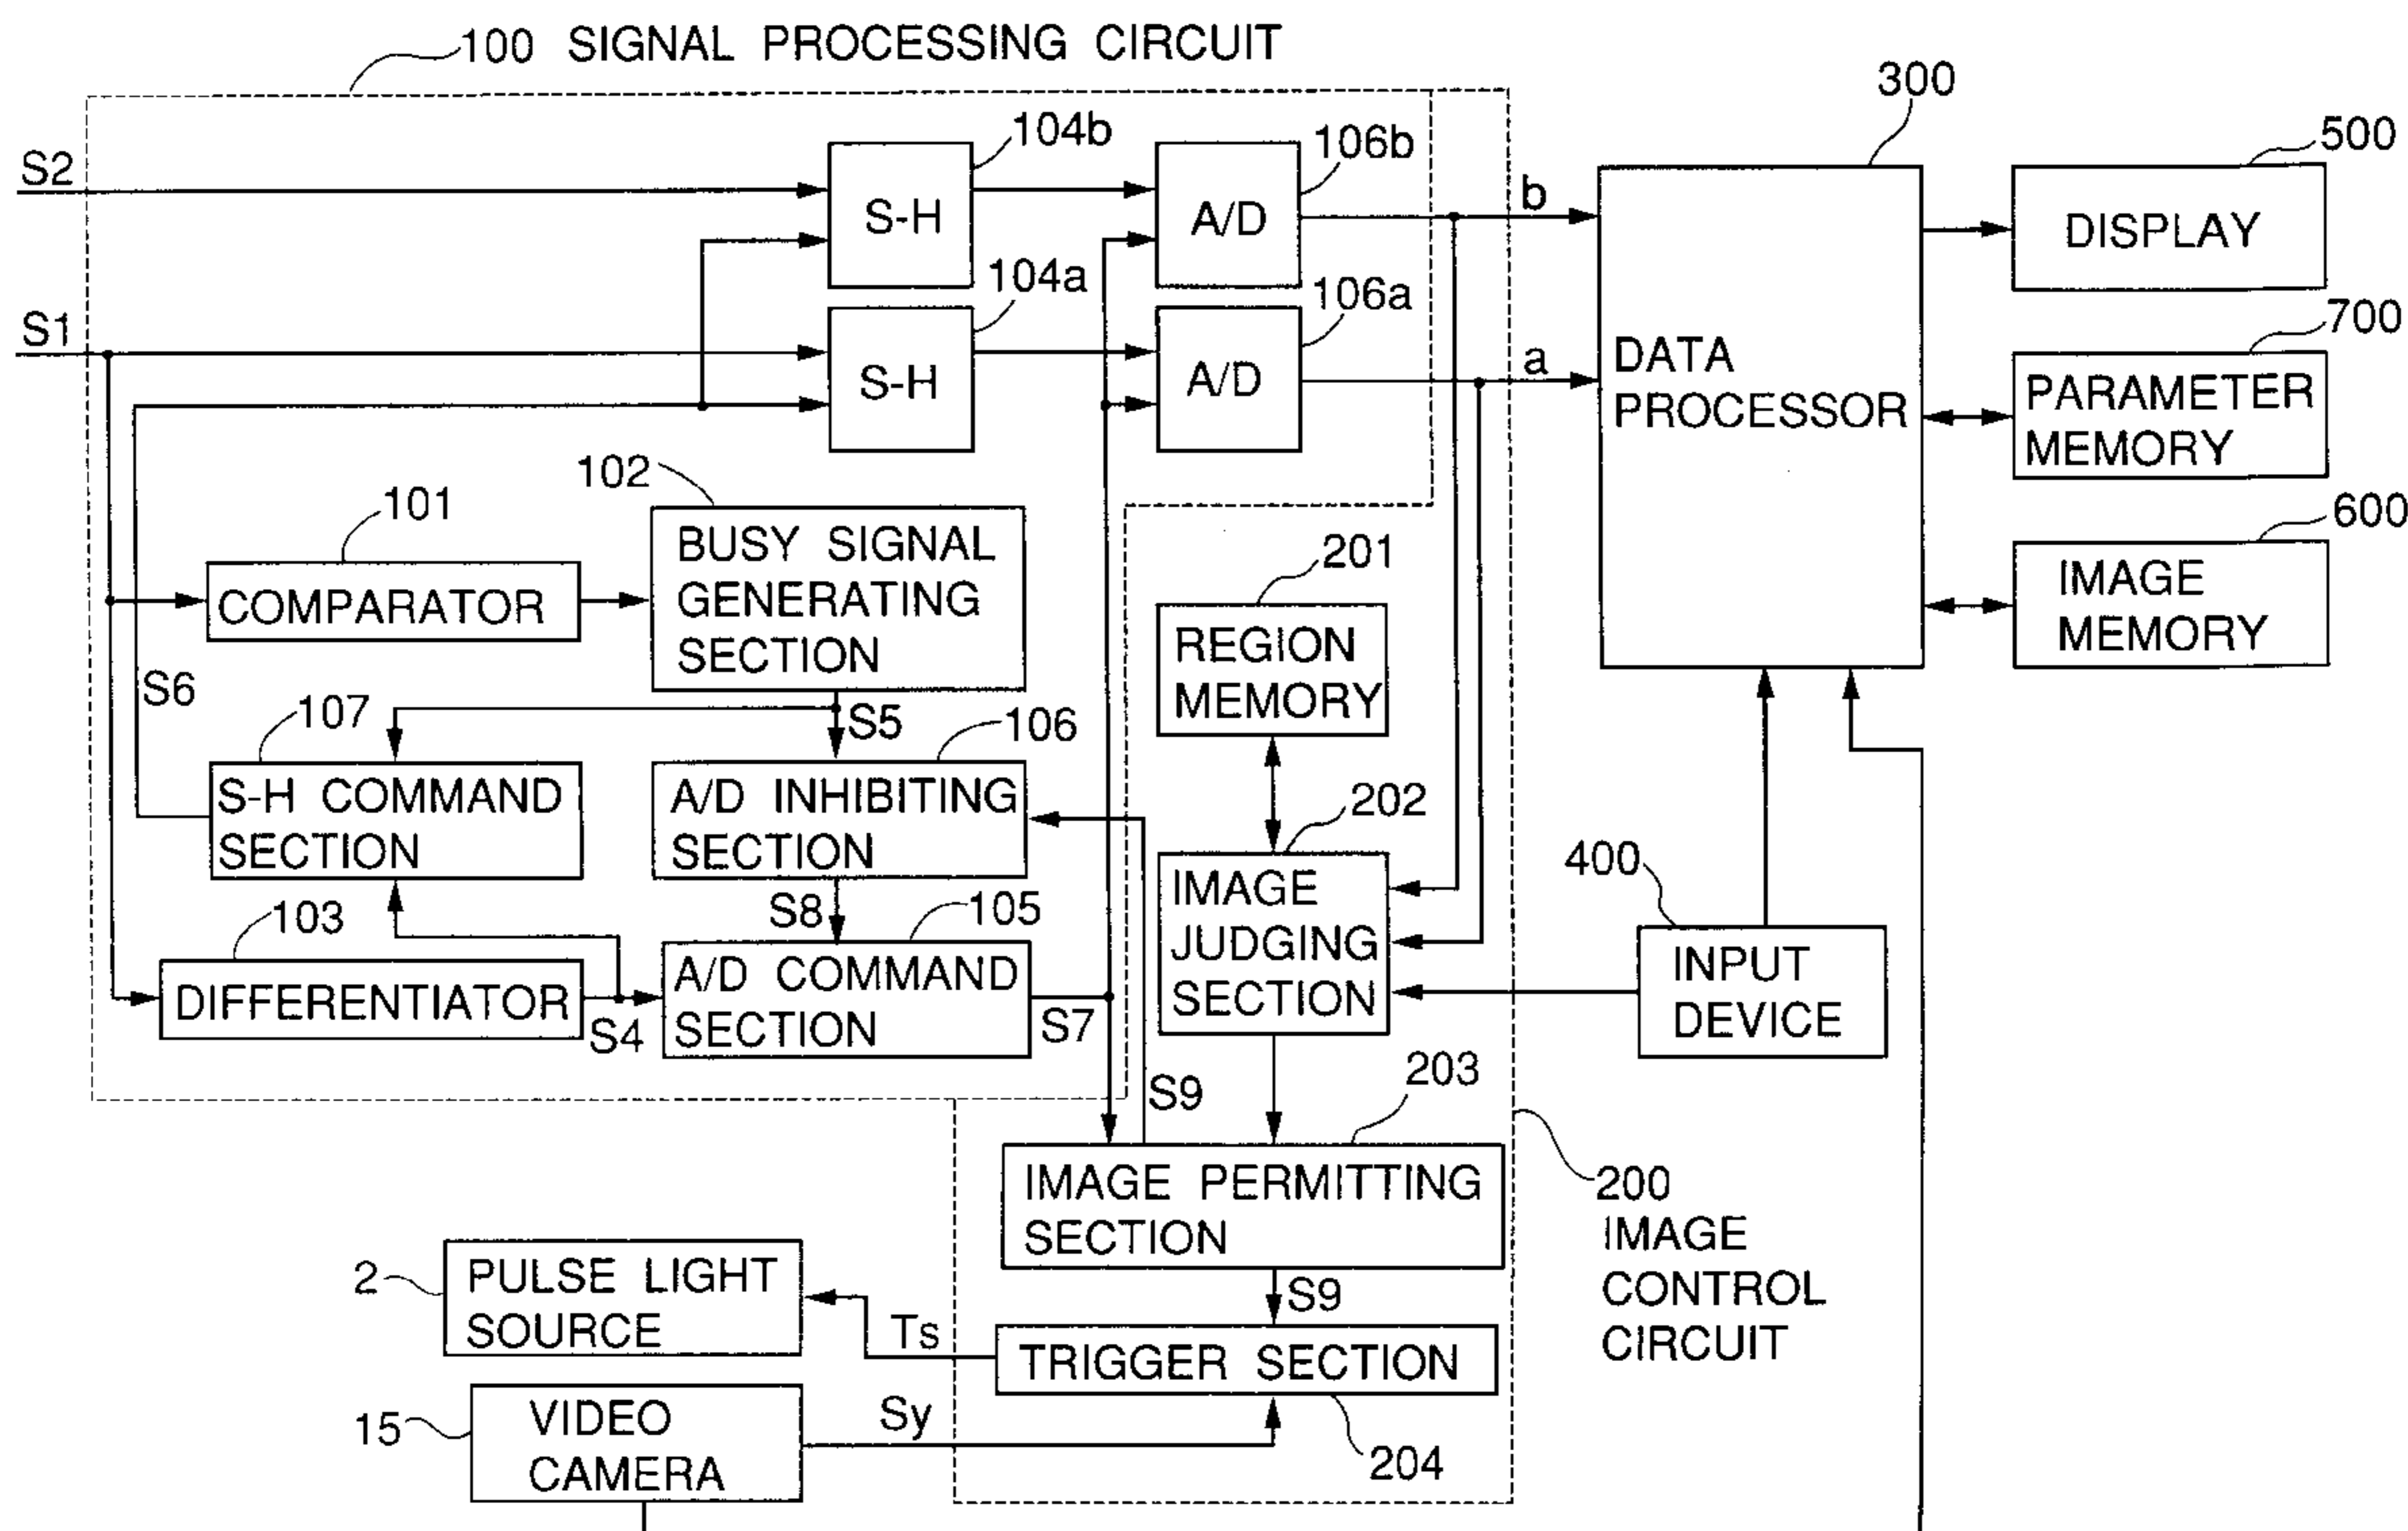 100 SIGNAL PROCESSING CIRCUIT
300
500
104b
106b
S2
S-H
A/D
b
DISPLAY
104a
106a
700
S1
S-H
A/D
a
DATA
PROCESSOR
PARAMETER
MEMORY
102
101
600
BUSY SIGNAL
GENERATING
SECTION
201
COMPARATOR
REGION
MEMORY
IMAGE
MEMORY
S6
107
S5
106
S-H COMMAND
SECTION
A/D INHIBITING
SECTION
202
400
103
S8
105
IMAGE
JUDGING
SECTION
INPUT
DEVICE
DIFFERENTIATOR
S4
A/D COMMAND
SECTION
S7
S9
203
IMAGE PERMITTING
SECTION
200
IMAGE
CONTROL
CIRCUIT
2
PULSE LIGHT
SOURCE
S9
Ts
TRIGGER SECTION
15
VIDEO
CAMERA
Sy
204